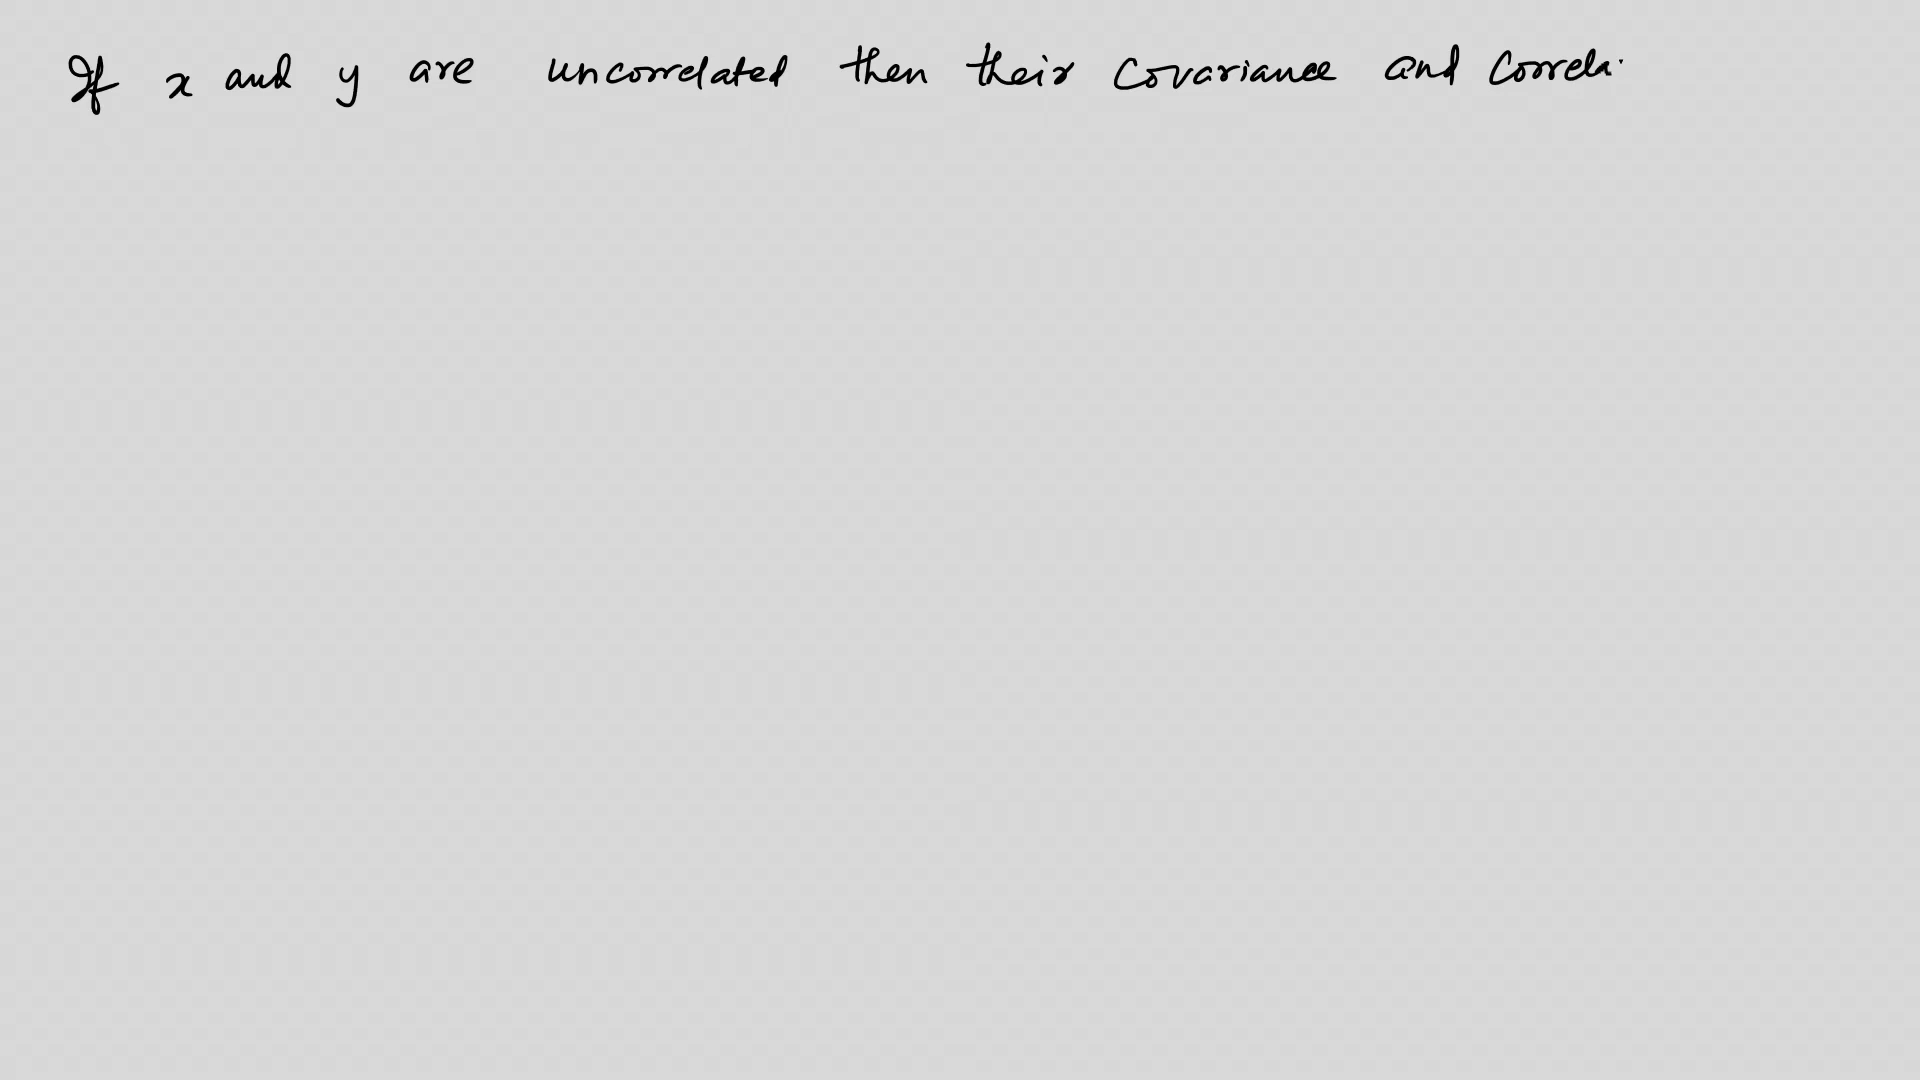 If x and y are uncorrelated then their Covariance and Correla